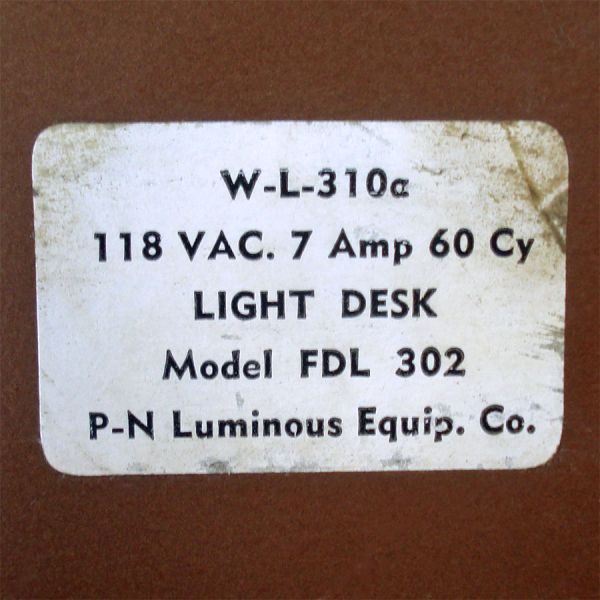 W-L-310a
118 VAC. 7 Amp 60 Cy
LIGHT DESK
Model FDL 302
P-N Luminous Equip. Co.